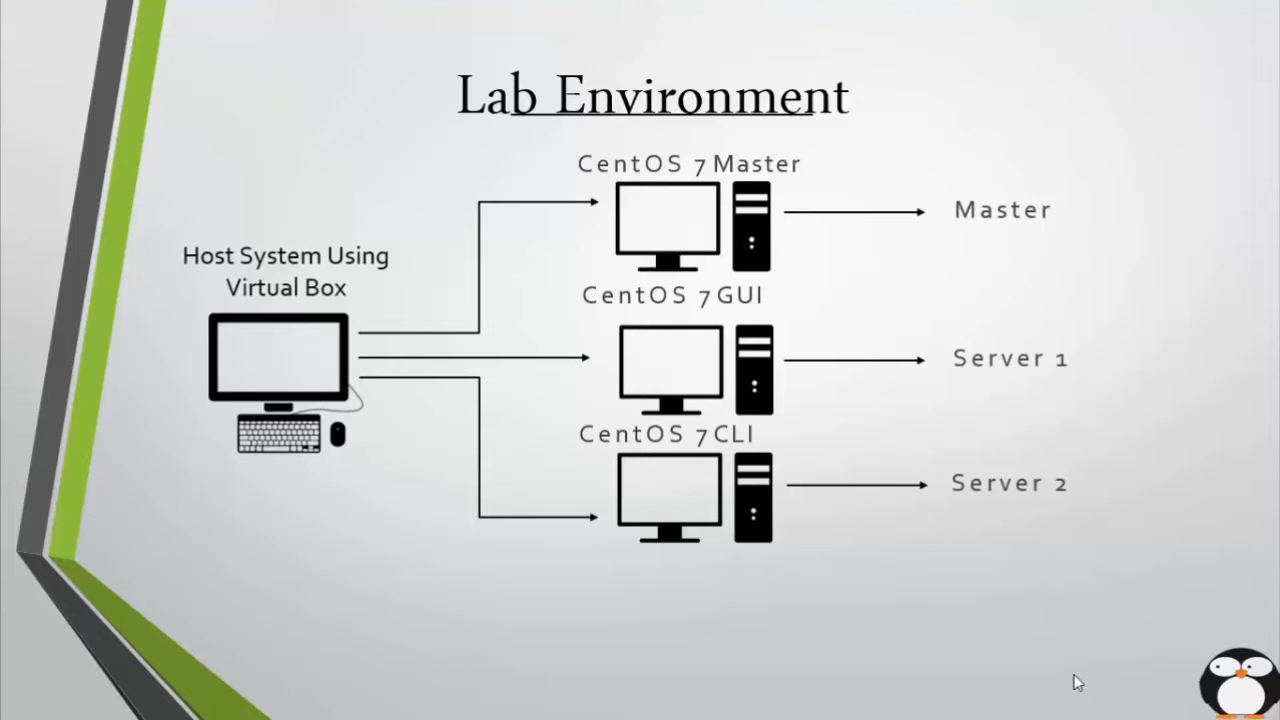 Lab Environment
CentOS 7 Master
Master
Host System Using
Virtual Box
CentOS 7 GUI
Server 1
CentOS 7 CLI
Server 2